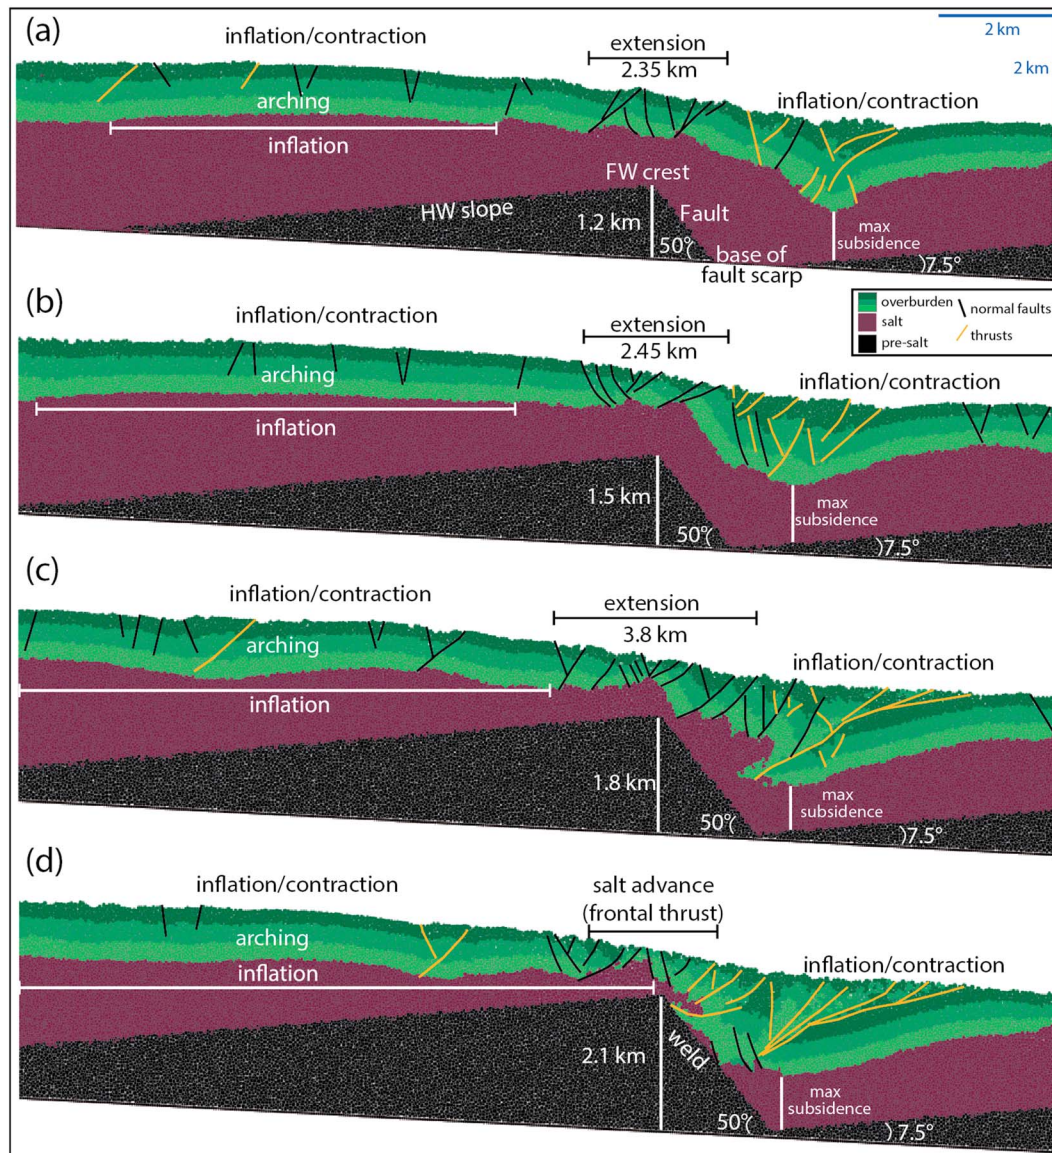 (a)
inflation/contraction
extension
2.35 km
2 km
2 km
inflation/contraction
arching
inflation
FW crest
HW slope
1.2 km
Fault
50°
base of
fault scarp
max
subsidence
7.5°
(b)
inflation/contraction
extension
2.45 km
overburden
salt
pre-salt
normal faults
thrusts
inflation/contraction
arching
inflation
1.5 km
50°
max
subsidence
7.5°
(c)
inflation/contraction
extension
3.8 km
inflation/contraction
arching
inflation
1.8 km
50°
max
subsidence
7.5°
(d)
inflation/contraction
salt advance
(frontal thrust)
inflation/contraction
arching
inflation
2.1 km
weld
50°
max
subsidence
7.5°